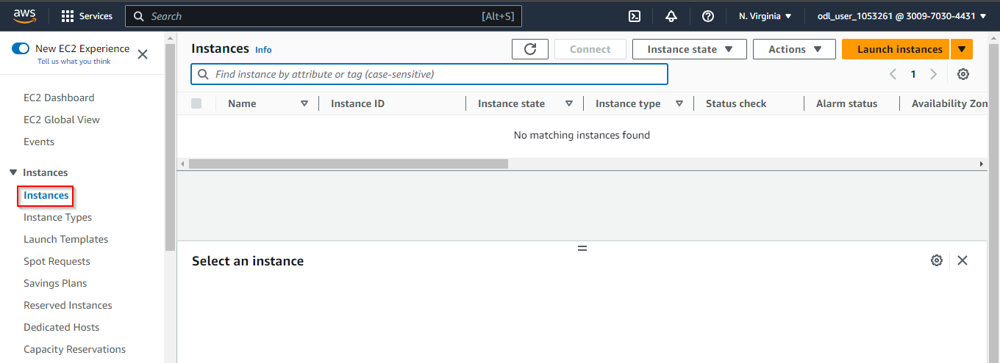 aws Services Search [Alt+S] N. Virginia odl_user_1053261 @ 3009-7030-4431
New EC2 Experience
Tell us what you think
EC2 Dashboard
EC2 Global View
Events
Instances
Instances
Instance Types
Launch Templates
Spot Requests
Savings Plans
Reserved Instances
Dedicated Hosts
Capacity Reservations
Instances Info Connect Instance state Actions Launch instances
Find instance by attribute or tag (case-sensitive) 1
Name Instance ID Instance state Instance type Status check Alarm status Availability Zon
No matching instances found
Select an instance